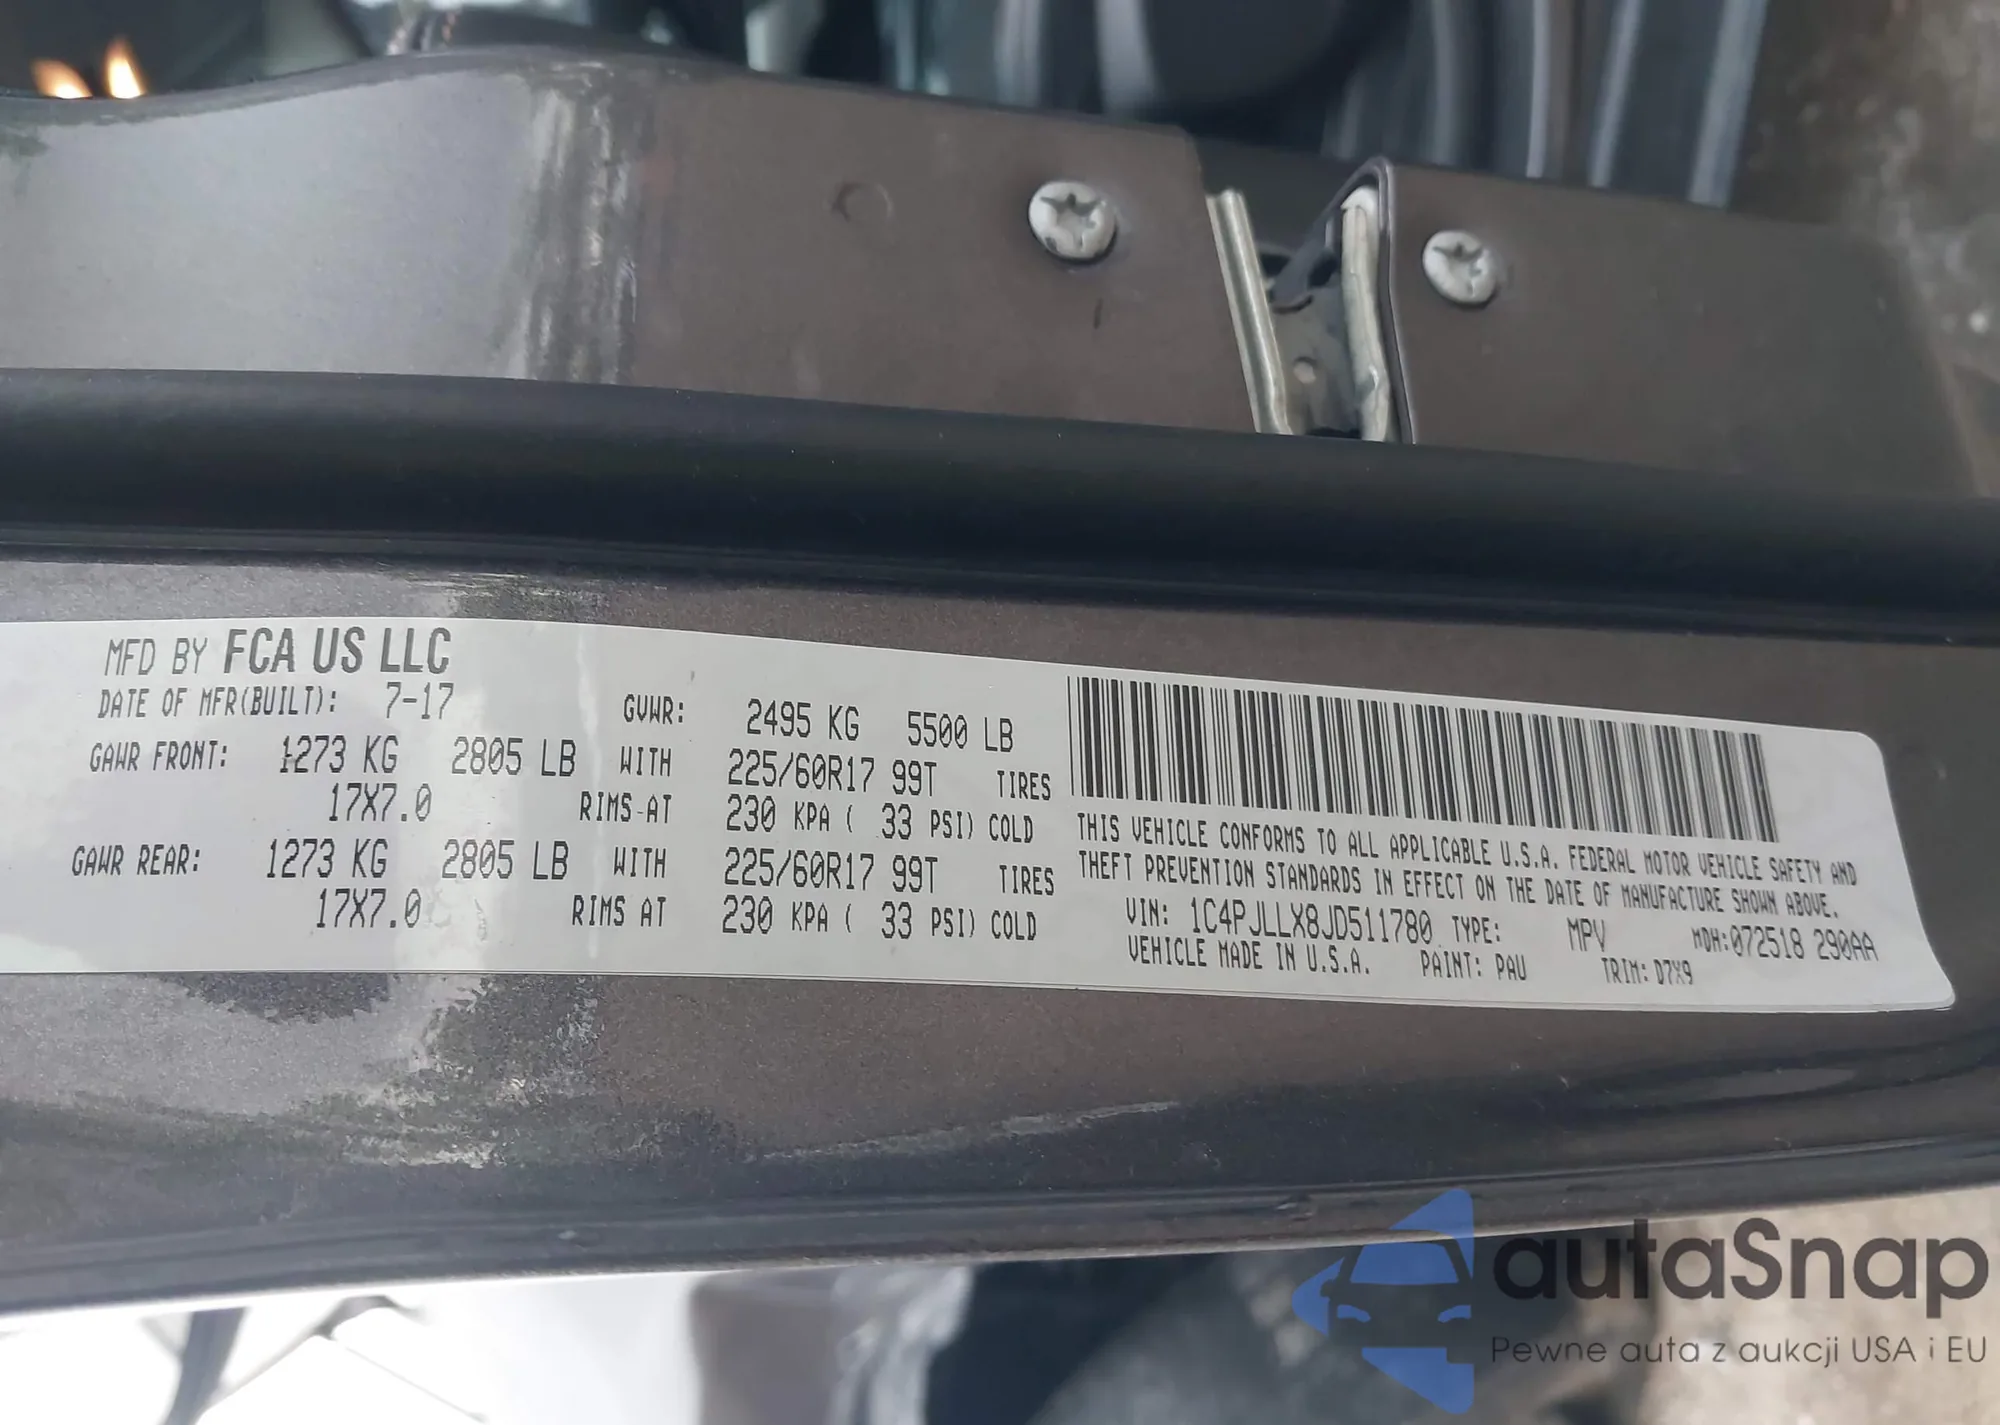 MFD BY FCA US LLC
DATE OF MFR(BUILT): 7-17 GVWR: 2495 KG 5500 LB
GAWR FRONT: 1273 KG 2805 LB WITH 225/60R17 99T TIRES
17X7.0 RIMS AT 230 KPA ( 33 PSI) COLD
GAWR REAR: 1273 KG 2805 LB WITH 225/60R17 99T TIRES
17X7.0 RIMS AT 230 KPA ( 33 PSI) COLD
THIS VEHICLE CONFORMS TO ALL APPLICABLE U.S.A. FEDERAL MOTOR VEHICLE SAFETY AND
THEFT PREVENTION STANDARDS IN EFFECT ON THE DATE OF MANUFACTURE SHOWN ABOVE.
VIN: 1C4PJLLX8JD511780 TYPE: MPV MDH:072518 290AA
VEHICLE MADE IN U.S.A. PAINT: PAU TRIM: D7X9
autaSnap
Pewne auta z aukcji USA i EU